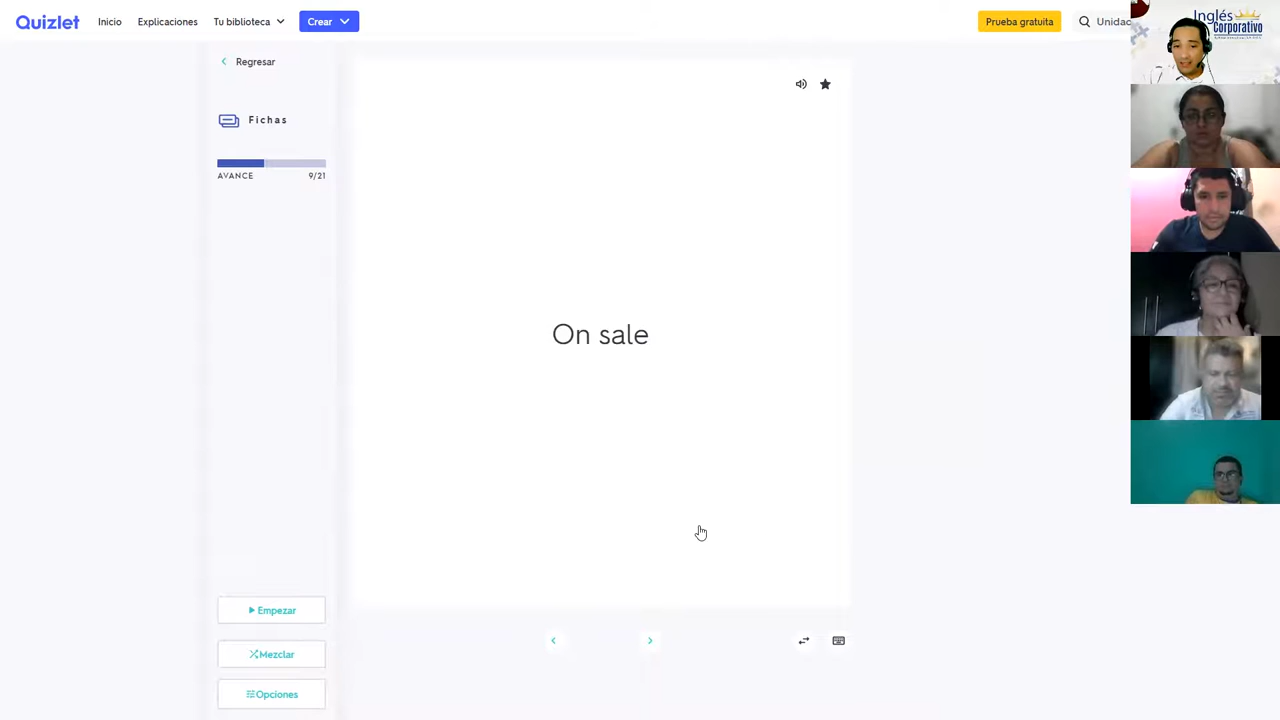 Quizlet
Inicio
Explicaciones
Tu biblioteca
Crear
Prueba gratuita
Unidad
Inglés
Corporativo
Regresar
Fichas
AVANCE 9/21
On sale
Empezar
Mezclar
Opciones